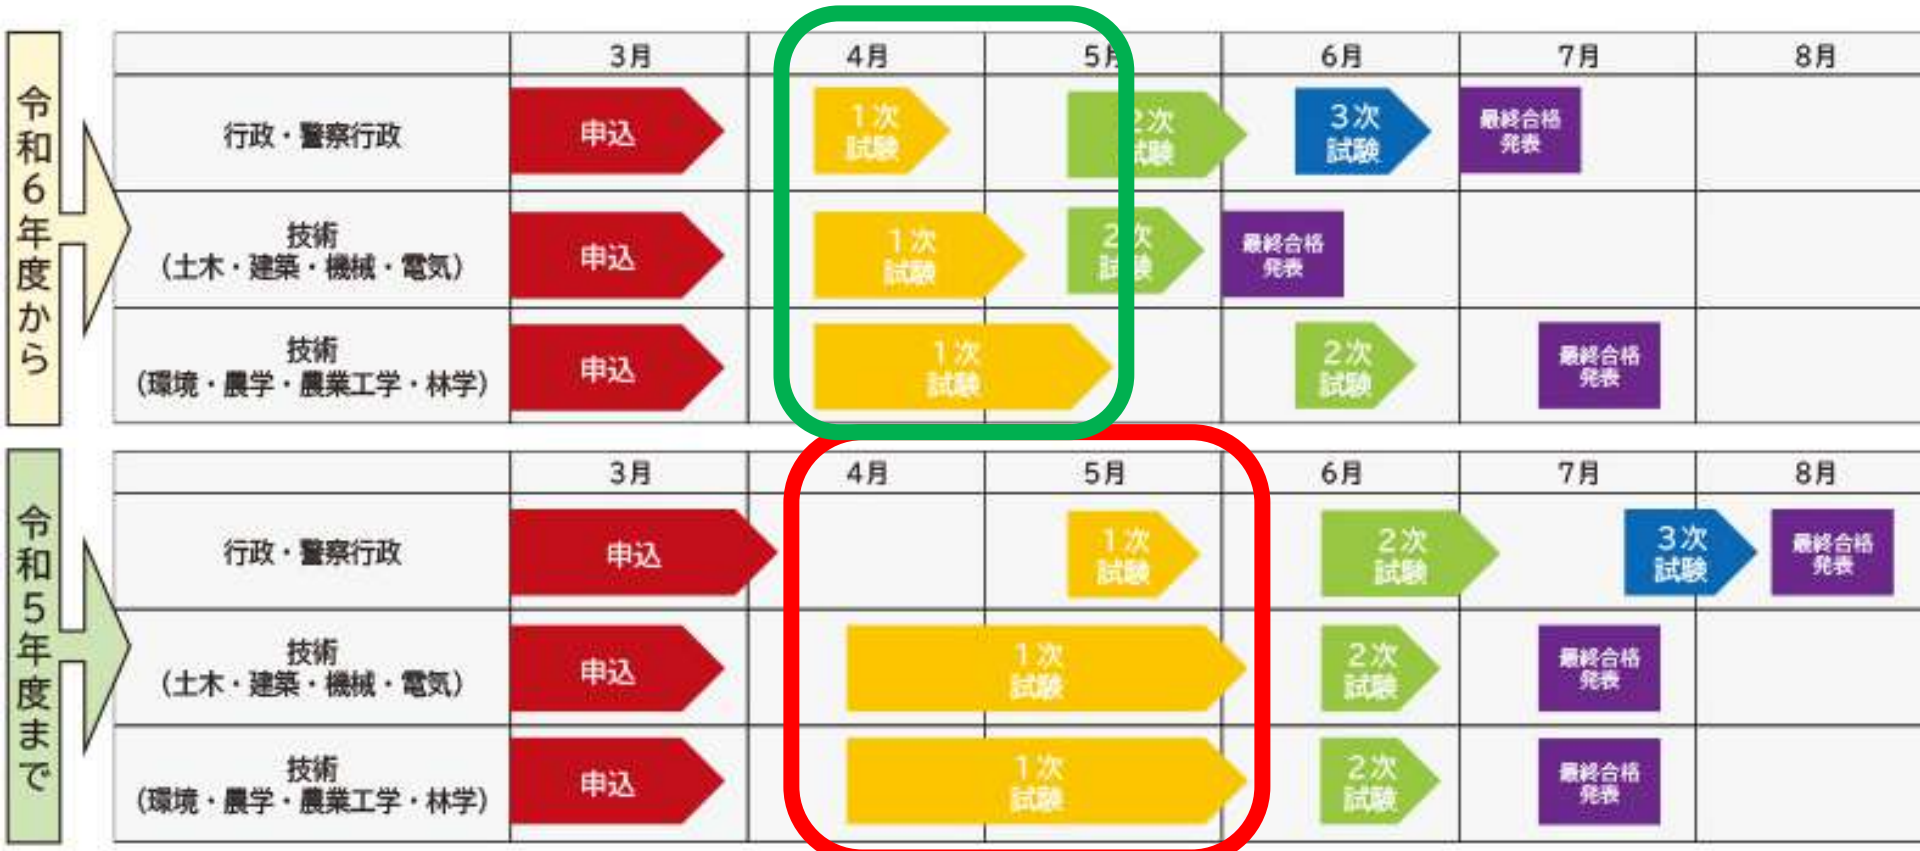 令和6年度から
3月 4月 5月 6月 7月 8月
行政・警察行政
申込
1次
試験
2次
試験
3次
試験
最終合格
発表
技術
(土木・建築・機械・電気)
申込
1次
試験
2次
試験
最終合格
発表
技術
(環境・農学・農業工学・林学)
申込
1次
試験
2次
試験
最終合格
発表
令和5年度まで
3月 4月 5月 6月 7月 8月
行政・警察行政
申込
1次
試験
2次
試験
3次
試験
最終合格
発表
技術
(土木・建築・機械・電気)
申込
1次
試験
2次
試験
最終合格
発表
技術
(環境・農学・農業工学・林学)
申込
1次
試験
2次
試験
最終合格
発表